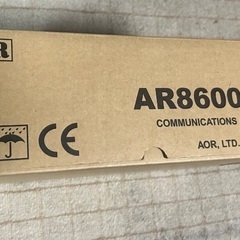 R
AR8600
COMMUNICATIONS
AOR, LTD.
CE